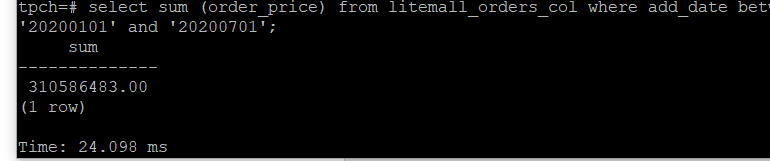 tpch=# select sum (order_price) from litemall_orders_col where add_date
'20200101' and '20200701';
sum
--------------
310586483.00
(1 row)
Time: 24.098 ms